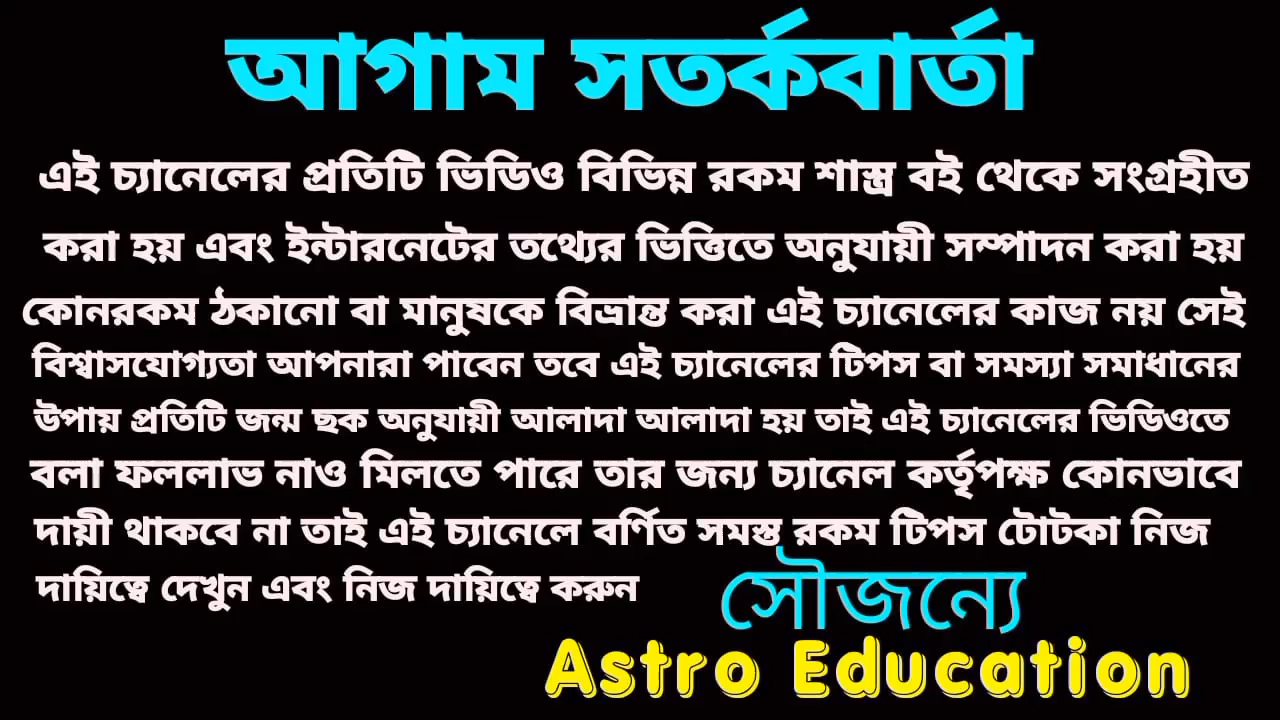 আগাম সতর্কবার্তা
এই চ্যানেলের প্রতিটি ভিডিও বিভিন্ন রকম শাস্ত্র বই থেকে সংগ্রহীত
করা হয় এবং ইন্টারনেটের তথ্যের ভিত্তিতে অনুযায়ী সম্পাদন করা হয়
কোনরকম ঠকানো বা মানুষকে বিভ্রান্ত করা এই চ্যানেলের কাজ নয় সেই
বিশ্বাসযোগ্যতা আপনারা পাবেন তবে এই চ্যানেলের টিপস বা সমস্যা সমাধানের
উপায় প্রতিটি জন্ম ছক অনুযায়ী আলাদা আলাদা হয় তাই এই চ্যানেলের ভিডিওতে
বলা ফললাভ নাও মিলতে পারে তার জন্য চ্যানেল কর্তৃপক্ষ কোনভাবে
দায়ী থাকবে না তাই এই চ্যানেলে বর্ণিত সমস্ত রকম টিপস টোটকা নিজ
দায়িত্বে দেখুন এবং নিজ দায়িত্বে করুন
সৌজন্যে
Astro Education